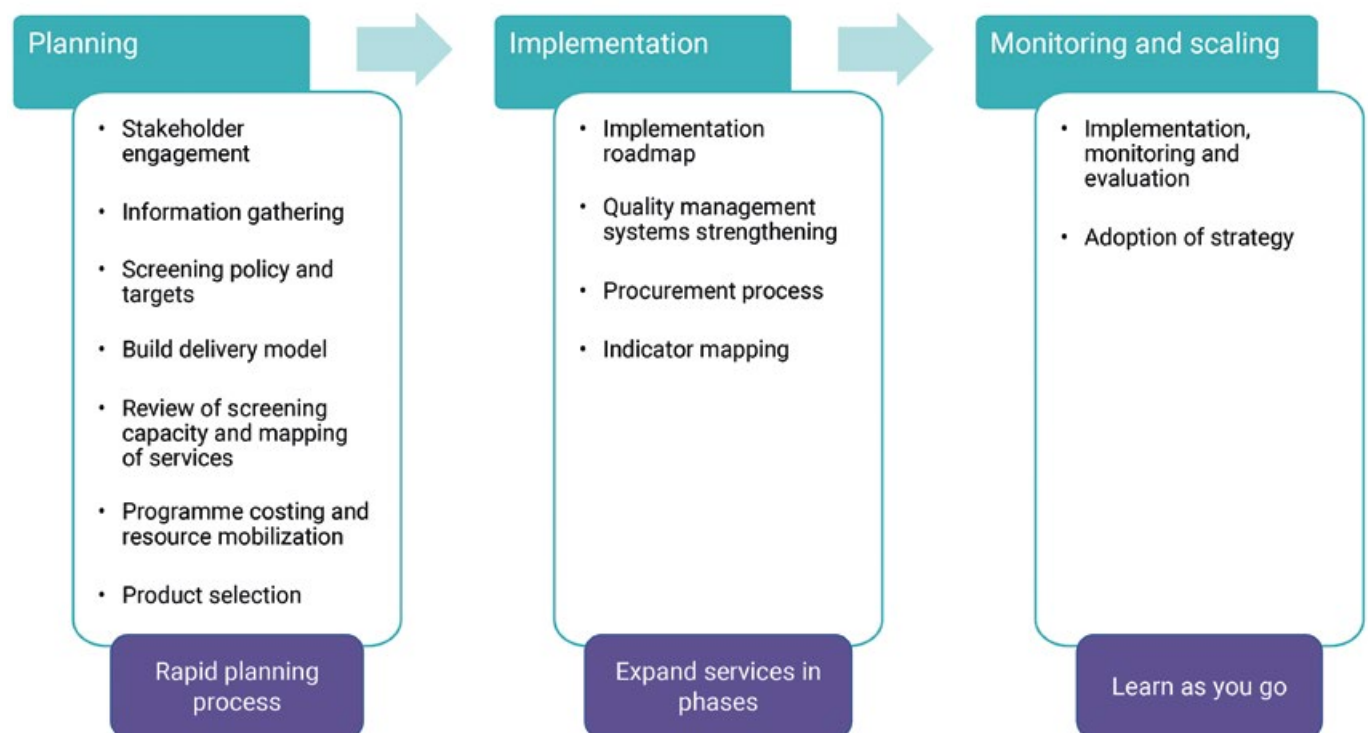 Planning
• Stakeholder
engagement
• Information gathering
• Screening policy and
targets
• Build delivery model
• Review of screening
capacity and mapping
of services
• Programme costing and
resource mobilization
• Product selection
Rapid planning
process
Implementation
• Implementation
roadmap
• Quality management
systems strengthening
• Procurement process
• Indicator mapping
Expand services in
phases
Monitoring and scaling
• Implementation,
monitoring and
evaluation
• Adoption of strategy
Learn as you go